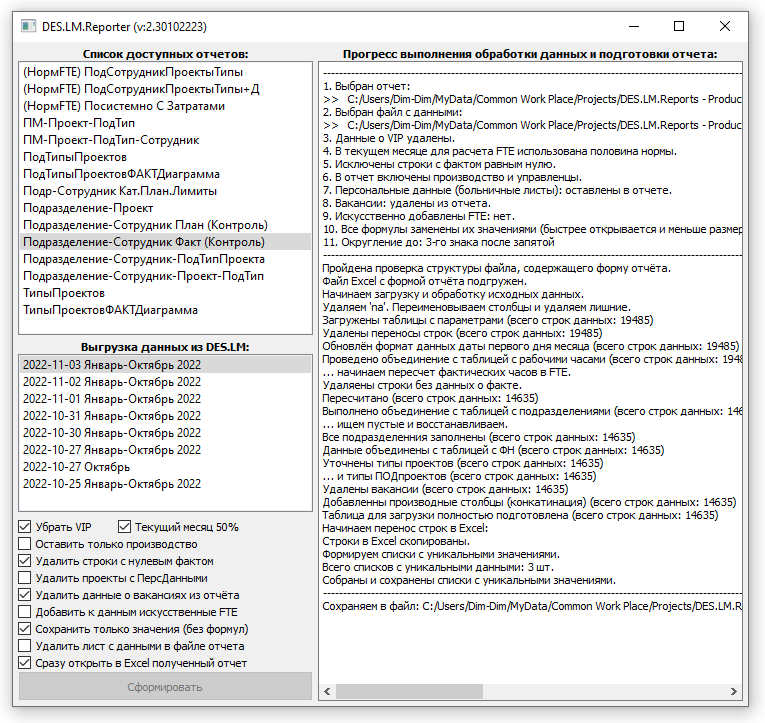 DES.LM.Reporter (v:2.30102223)
Список доступных отчетов:
(НормFTE) ПодСотрудникПроектыТипы
(НормFTE) ПодСотрудникПроектыТипы+Д
(НормFTE) Посистемно С Затратами
ПМ-Проект-ПодТип
ПМ-Проект-ПодТип-Сотрудник
ПодТипыПроектов
ПодТипыПроектовФАКТДиаграмма
Подр-Сотрудник Кат.План.Лимиты
Подразделение-Проект
Подразделение-Сотрудник План (Контроль)
Подразделение-Сотрудник Факт (Контроль)
Подразделение-Сотрудник-ПодТипПроекта
Подразделение-Сотрудник-Проект-ПодТип
ТипыПроектов
ТипыПроектовФАКТДиаграмма
Выгрузка данных из DES.LM:
2022-11-03 Январь-Октябрь 2022
2022-11-02 Январь-Октябрь 2022
2022-11-01 Январь-Октябрь 2022
2022-10-31 Январь-Октябрь 2022
2022-10-30 Январь-Октябрь 2022
2022-10-27 Январь-Октябрь 2022
2022-10-27 Октябрь
2022-10-25 Январь-Октябрь 2022
Убрать VIP Текущий месяц 50%
Оставить только производство
Удалить строки с нулевым фактом
Удалить проекты с ПерсДанными
Удалить данные о вакансиях из отчёта
Добавить к данным искусственные FTE
Сохранить только значения (без формул)
Удалить лист с данными в файле отчета
Сразу открыть в Excel полученный отчет
Сформировать
Прогресс выполнения обработки данных и подготовки отчета:
1. Выбран отчет:
>> C:/Users/Dim-Dim/MyData/Common Work Place/Projects/DES.LM.Reports - Produc
2. Выбран файл с данными:
>> C:/Users/Dim-Dim/MyData/Common Work Place/Projects/DES.LM.Reports - Produc
3. Данные о VIP удалены.
4. В текущем месяце для расчета FTE использована половина нормы.
5. Исключены строки с фактом равным нулю.
6. В отчет включены производство и управленцы.
7. Персональные данные (больничные листы): оставлены в отчете.
8. Вакансии: удалены из отчета.
9. Искусственно добавлены FTE: нет.
10. Все формулы заменены их значениями (быстрее открывается и меньше размер
11. Округление до: 3-го знака после запятой
Пройдена проверка структуры файла, содержащего форму отчёта.
Файл Excel с формой отчёта подгружен.
Начинаем загрузку и обработку исходных данных.
Удаляем 'na'. Переименовываем столбцы и удаляем лишние.
Загружены таблицы с параметрами (всего строк данных: 19485)
Удалены переносы строк (всего строк данных: 19485)
Обновлён формат данных даты первого дня месяца (всего строк данных: 19485)
Проведено объединение с таблицей с рабочими часами (всего строк данных: 1948
... начинаем пересчет фактических часов в FTE.
Удаляены строки без данных о факте.
Пересчитано (всего строк данных: 14635)
Выполнено объединение с таблицей с подразделениями (всего строк данных: 146
... ищем пустые и восстанавливаем.
Все подразделенния заполнены (всего строк данных: 14635)
Данные объединены с таблицей с ФН (всего строк данных: 14635)
Уточнены типы проектов (всего строк данных: 14635)
... и типы ПОДпроектов (всего строк данных: 14635)
Удалены вакансии (всего строк данных: 14635)
Добавленны производные столбцы (конкатинация) (всего строк данных: 14635)
Таблица для загрузки полностью подготовлена (всего строк данных: 14635)
Начинаем перенос строк в Excel:
Строки в Excel скопированы.
Формируем списки с уникальными значениями.
Всего списков с уникальными данными: 3 шт.
Собраны и сохранены списки с уникальными значениями.
Сохраняем в файл: C:/Users/Dim-Dim/MyData/Common Work Place/Projects/DES.LM.R